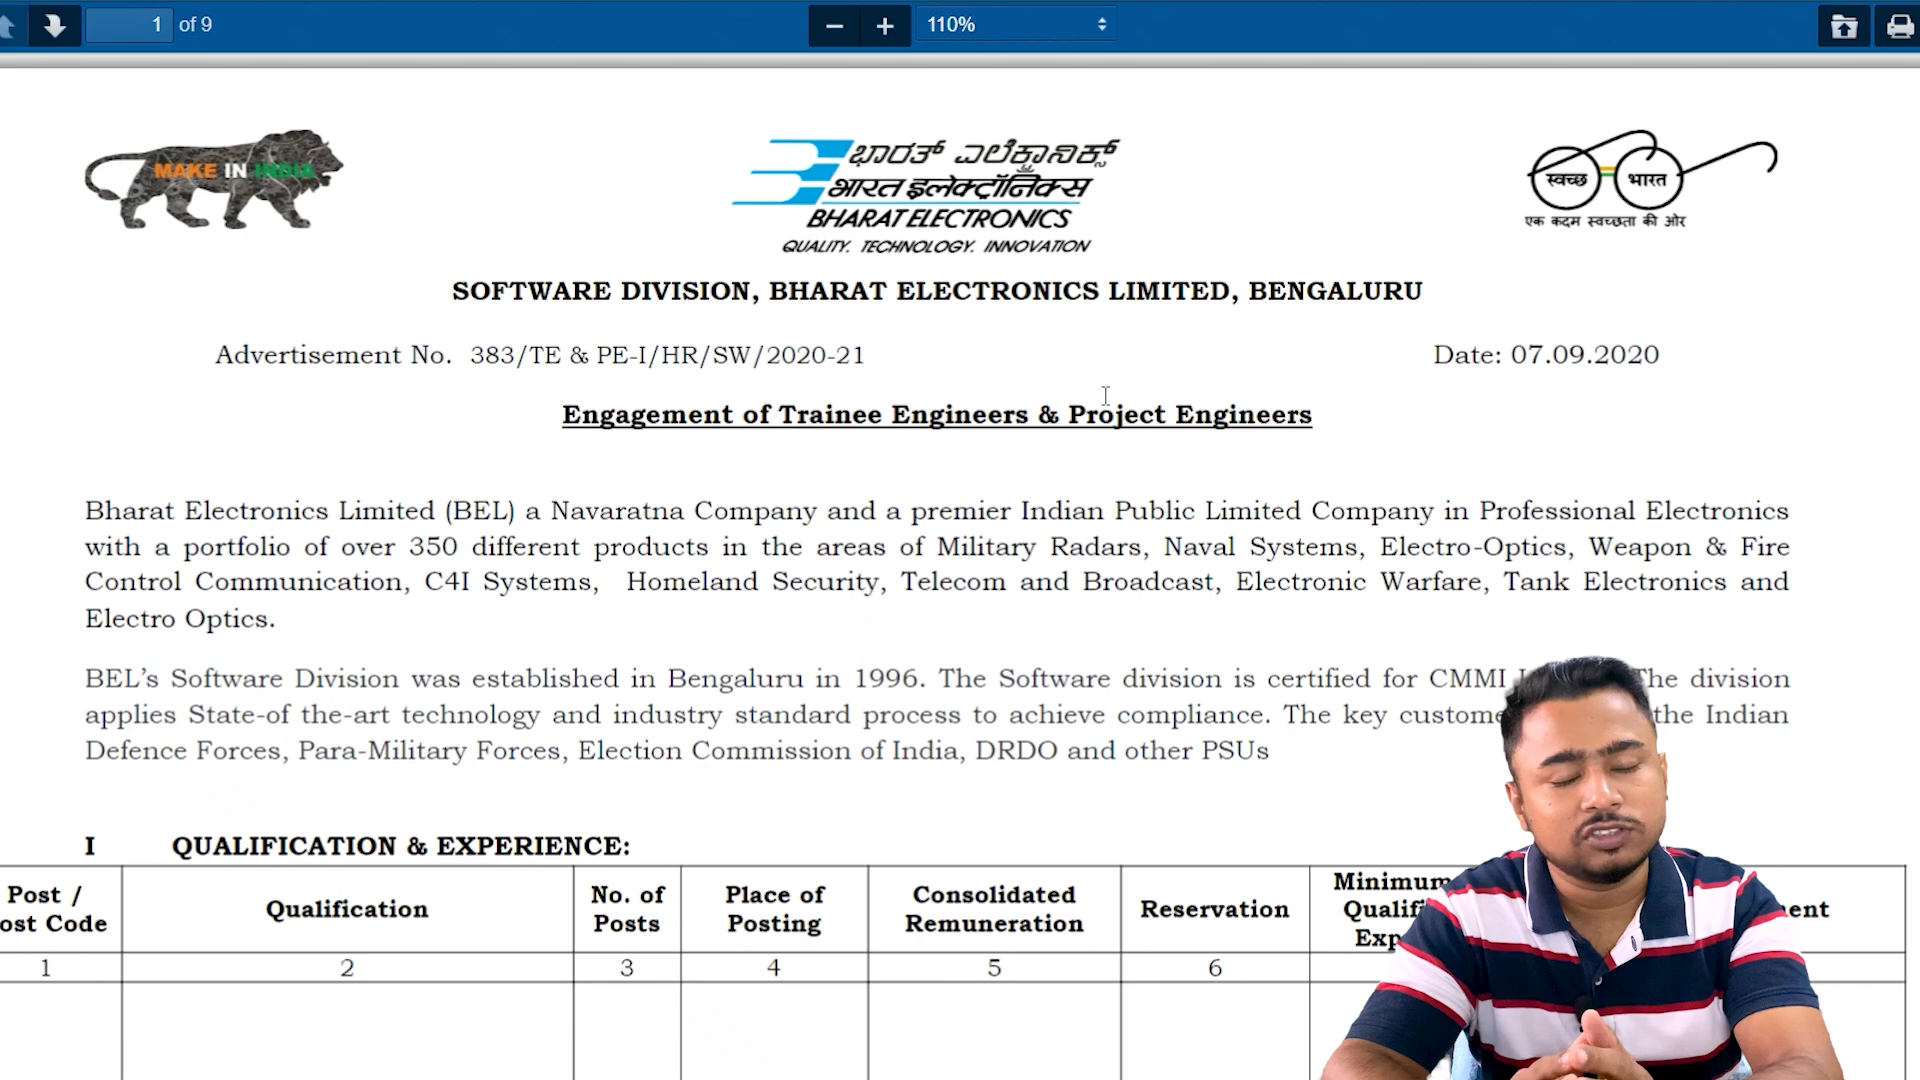 1 of 9
110%
MAKE IN INDIA
ಭಾರತ್ ಎಲೆಕ್ಟ್ರಾನಿಕ್ಸ್
भारत इलेक्ट्रॉनिक्स
BHARAT ELECTRONICS
QUALITY. TECHNOLOGY. INNOVATION
स्वच्छ भारत
एक कदम स्वच्छता की ओर
SOFTWARE DIVISION, BHARAT ELECTRONICS LIMITED, BENGALURU
Advertisement No. 383/TE & PE-I/HR/SW/2020-21 Date: 07.09.2020
Engagement of Trainee Engineers & Project Engineers
Bharat Electronics Limited (BEL) a Navaratna Company and a premier Indian Public Limited Company in Professional Electronics
with a portfolio of over 350 different products in the areas of Military Radars, Naval Systems, Electro-Optics, Weapon & Fire
Control Communication, C4I Systems, Homeland Security, Telecom and Broadcast, Electronic Warfare, Tank Electronics and
Electro Optics.
BEL's Software Division was established in Bengaluru in 1996. The Software division is certified for CMMI The division
applies State-of the-art technology and industry standard process to achieve compliance. The key the Indian
Defence Forces, Para-Military Forces, Election Commission of India, DRDO and other PSUs
I QUALIFICATION & EXPERIENCE:
Post / Qualification No. of Posts Place of Posting Consolidated Remuneration Reservation Minimum
Code
1 2 3 4 5 6